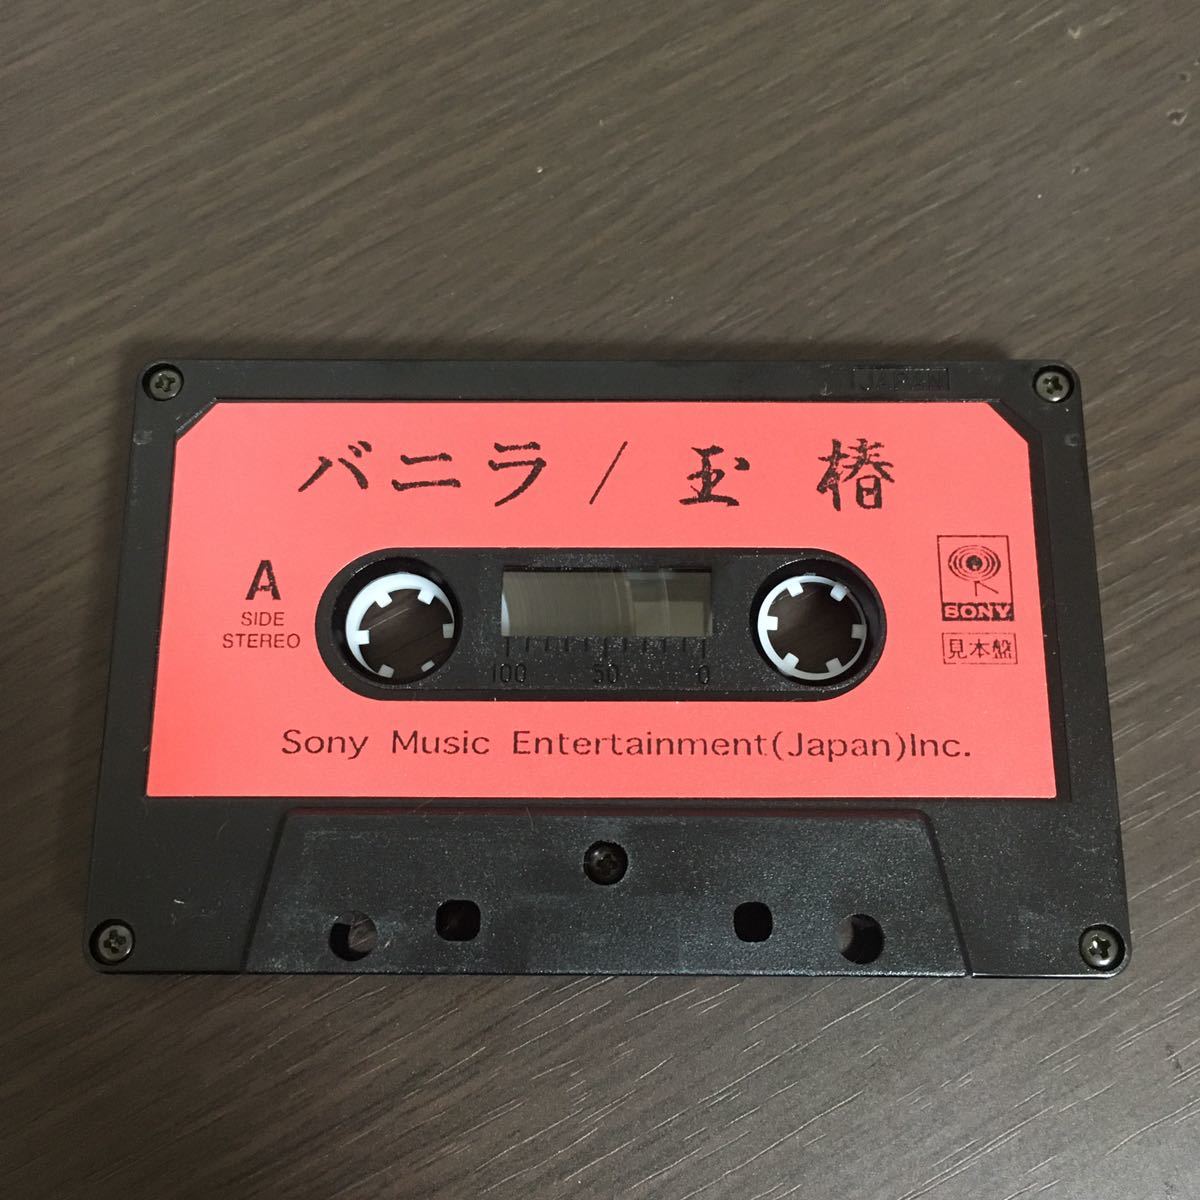 JAPAN
バニラ/玉椿
A
SIDE
STEREO
SONY
見本盤
100 50 0
Sony Music Entertainment(Japan)Inc.